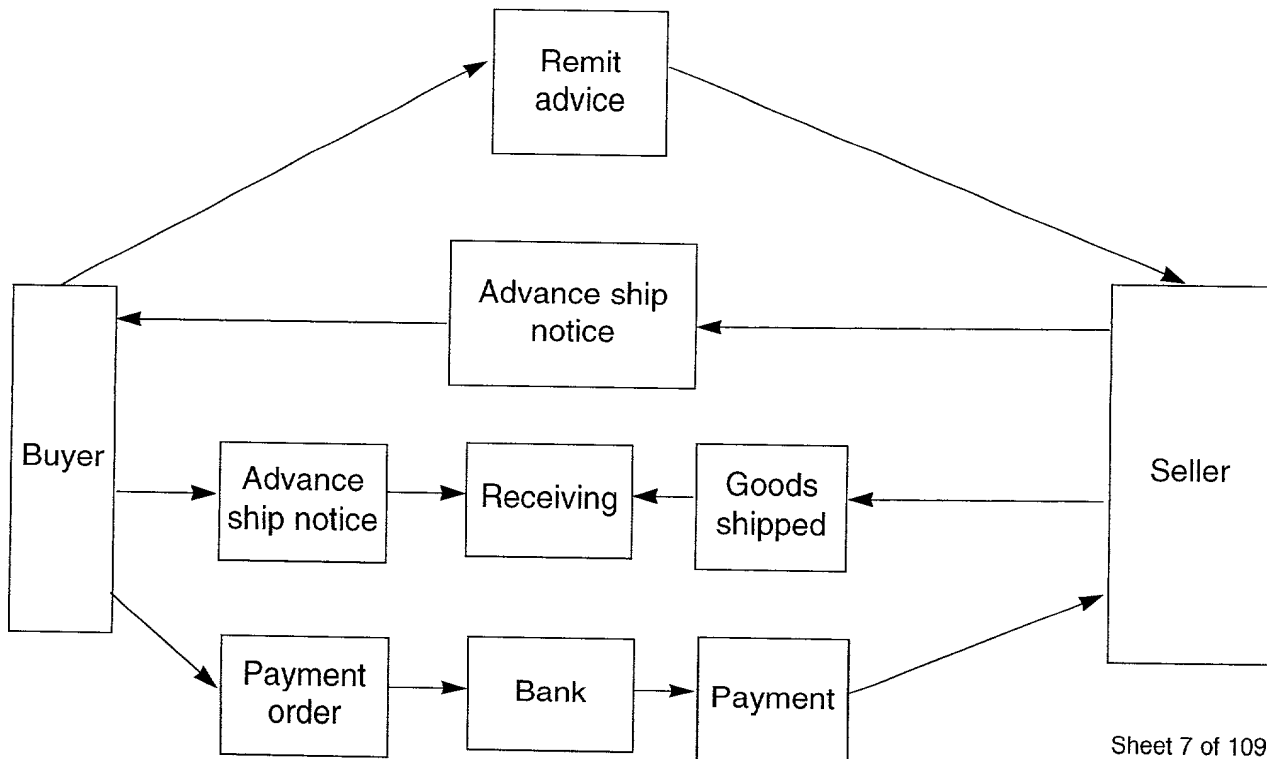 Remit
advice
Advance ship
notice
Buyer
Advance
ship notice
Receiving
Goods
shipped
Seller
Payment
order
Bank
Payment
Sheet 7 of 109